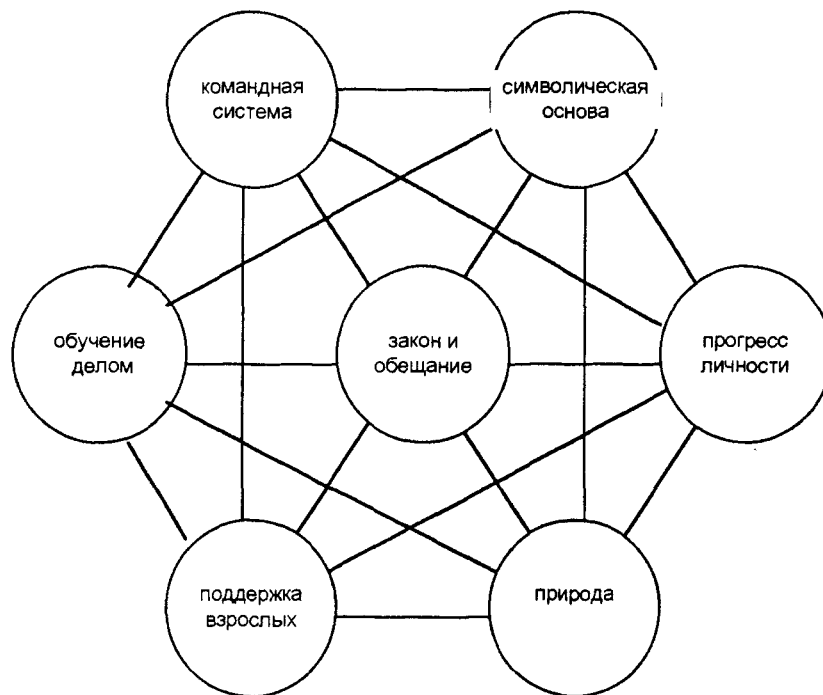 командная
система
символическая
основа
обучение
делом
закон и
обещание
прогресс
личности
поддержка
взрослых
природа